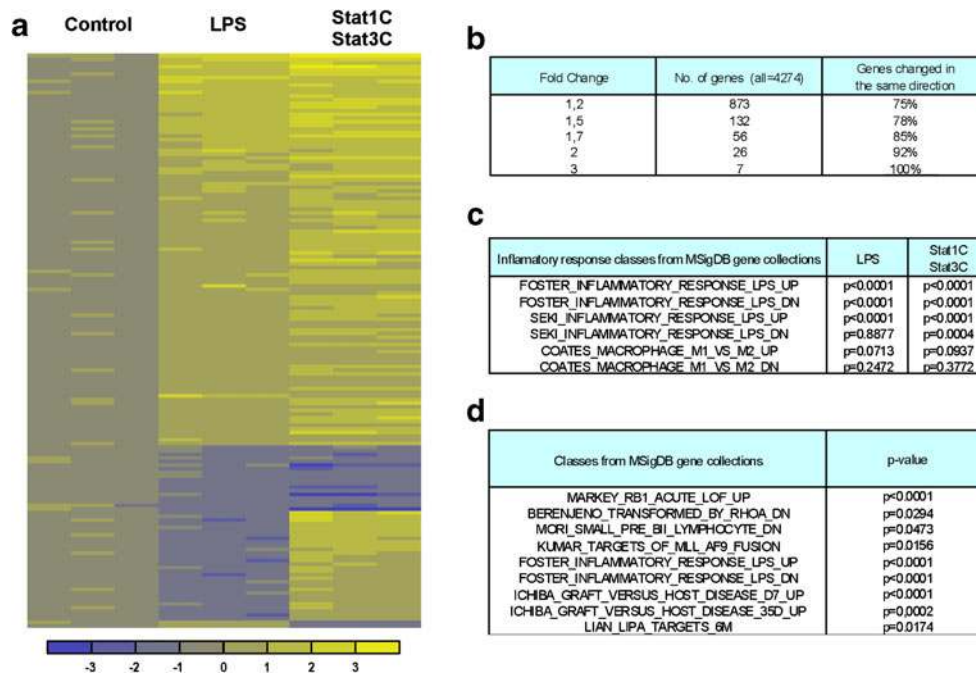 a
Control
LPS
Stat1C
Stat3C
-3 -2 -1 0 1 2 3
b
Fold Change No. of genes (all=4274) Genes changed in
the same direction
1,2 873 75%
1,5 132 78%
1,7 56 85%
2 26 92%
3 7 100%
c
Inflamatory response classes from MSigDB gene collections LPS Stat1C
Stat3C
FOSTER_INFLAMMATORY_RESPONSE_LPS_UP p<0.0001 p<0.0001
FOSTER_INFLAMMATORY_RESPONSE_LPS_DN p<0.0001 p<0.0001
SEKI_INFLAMMATORY_RESPONSE_LPS_UP p<0.0001 p<0.0001
SEKI_INFLAMMATORY_RESPONSE_LPS_DN p=0.8877 p=0.0004
COATES_MACROPHAGE_M1_VS_M2_UP p=0.0713 p=0.0937
COATES_MACROPHAGE_M1_VS_M2_DN p=0.2472 p=0.3772
d
Classes from MSigDB gene collections p-value
MARKEY_RB1_ACUTE_LOF_UP p<0.0001
BERENJENO_TRANSFORMED_BY_RHOA_DN p=0.0294
MORI_SMALL_PRE_BII_LYMPHOCYTE_DN p=0.0473
KUMAR_TARGETS_OF_MLL_AF9_FUSION p=0.0156
FOSTER_INFLAMMATORY_RESPONSE_LPS_UP p<0.0001
FOSTER_INFLAMMATORY_RESPONSE_LPS_DN p<0.0001
ICHIBA_GRAFT_VERSUS_HOST_DISEASE_D7_UP p<0.0001
ICHIBA_GRAFT_VERSUS_HOST_DISEASE_35D_UP p=0.0002
LIAN_LIPA_TARGETS_6M p=0.0174